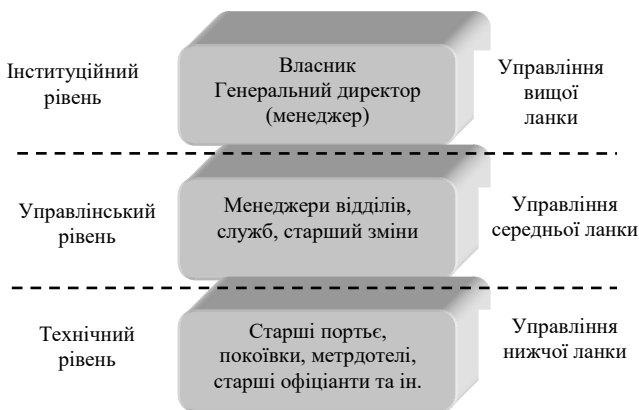 Інституційний
рівень
Власник
Генеральний директор
(менеджер)
Управління
вищої
ланки
Управлінський
рівень
Менеджери відділів,
служб, старший зміни
Управління
середньої ланки
Технічний
рівень
Старші портьє,
покоївки, метрдотелі,
старші офіціанти та ін.
Управління
нижчої ланки